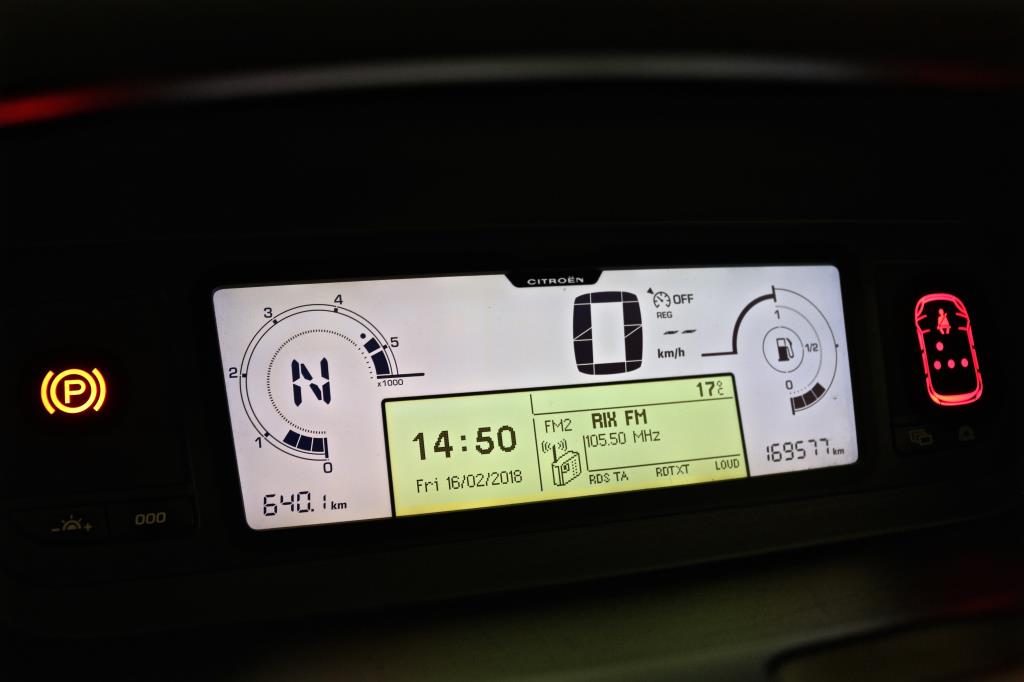 CITROËN
4
3
5
2
x1000
1
0
N
640.1 km
P
000
- +
0
OFF
REG
--
km/h
1
1/2
0
169577 km
17°C
14:50
Fri 16/02/2018
FM2
RIX FM
105.50 MHz
RDS TA
RDTXT
LOUD